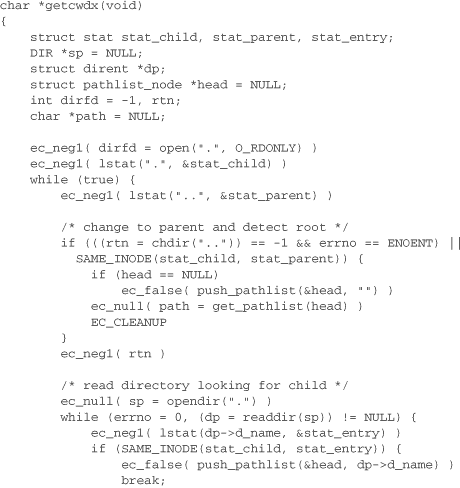 char *getcwdx(void)
{
    struct stat stat_child, stat_parent, stat_entry;
    DIR *sp = NULL;
    struct dirent *dp;
    struct pathlist_node *head = NULL;
    int dirfd = -1, rtn;
    char *path = NULL;

    ec_neg1( dirfd = open(".", O_RDONLY) )
    ec_neg1( lstat(".", &stat_child) )
    while (true) {
        ec_neg1( lstat("..", &stat_parent) )

        /* change to parent and detect root */
        if (((rtn = chdir("..")) == -1 && errno == ENOENT) ||
          SAME_INODE(stat_child, stat_parent)) {
            if (head == NULL)
                ec_false( push_pathlist(&head, "") )
            ec_null( path = get_pathlist(head) )
            EC_CLEANUP
        }
        ec_neg1( rtn )

        /* read directory looking for child */
        ec_null( sp = opendir(".") )
        while (errno = 0, (dp = readdir(sp)) != NULL) {
            ec_neg1( lstat(dp->d_name, &stat_entry) )
            if (SAME_INODE(stat_child, stat_entry)) {
                ec_false( push_pathlist(&head, dp->d_name) )
                break;